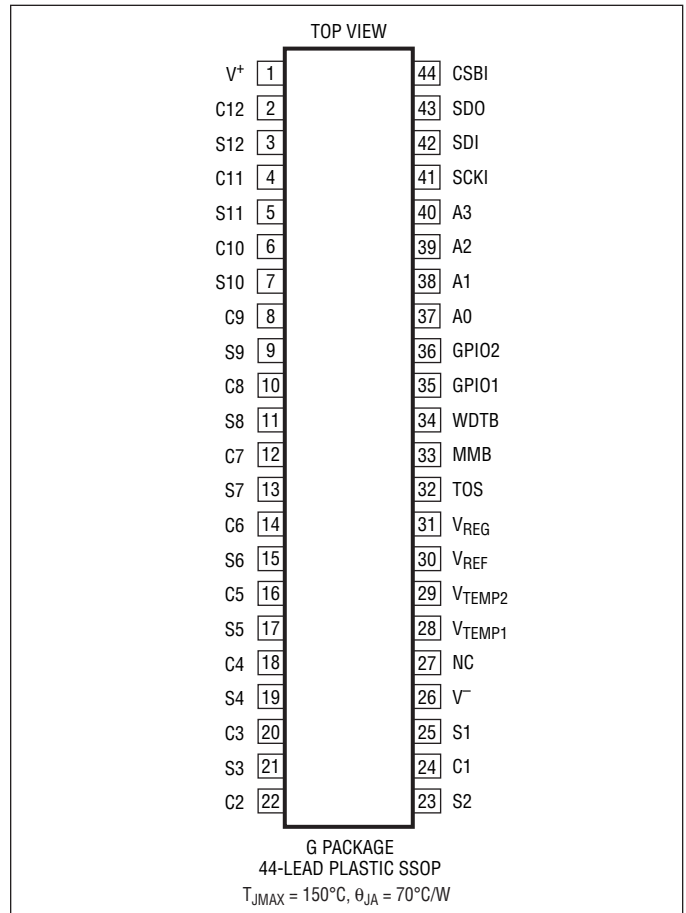 TOP VIEW
V+ 1 44 CSBI
C12 2 43 SDO
S12 3 42 SDI
C11 4 41 SCKI
S11 5 40 A3
C10 6 39 A2
S10 7 38 A1
C9 8 37 A0
S9 9 36 GPIO2
C8 10 35 GPIO1
S8 11 34 WDTB
C7 12 33 MMB
S7 13 32 TOS
C6 14 31 VREG
S6 15 30 VREF
C5 16 29 VTEMP2
S5 17 28 VTEMP1
C4 18 27 NC
S4 19 26 V–
C3 20 25 S1
S3 21 24 C1
C2 22 23 S2
G PACKAGE
44-LEAD PLASTIC SSOP
TJMAX = 150°C, θJA = 70°C/W